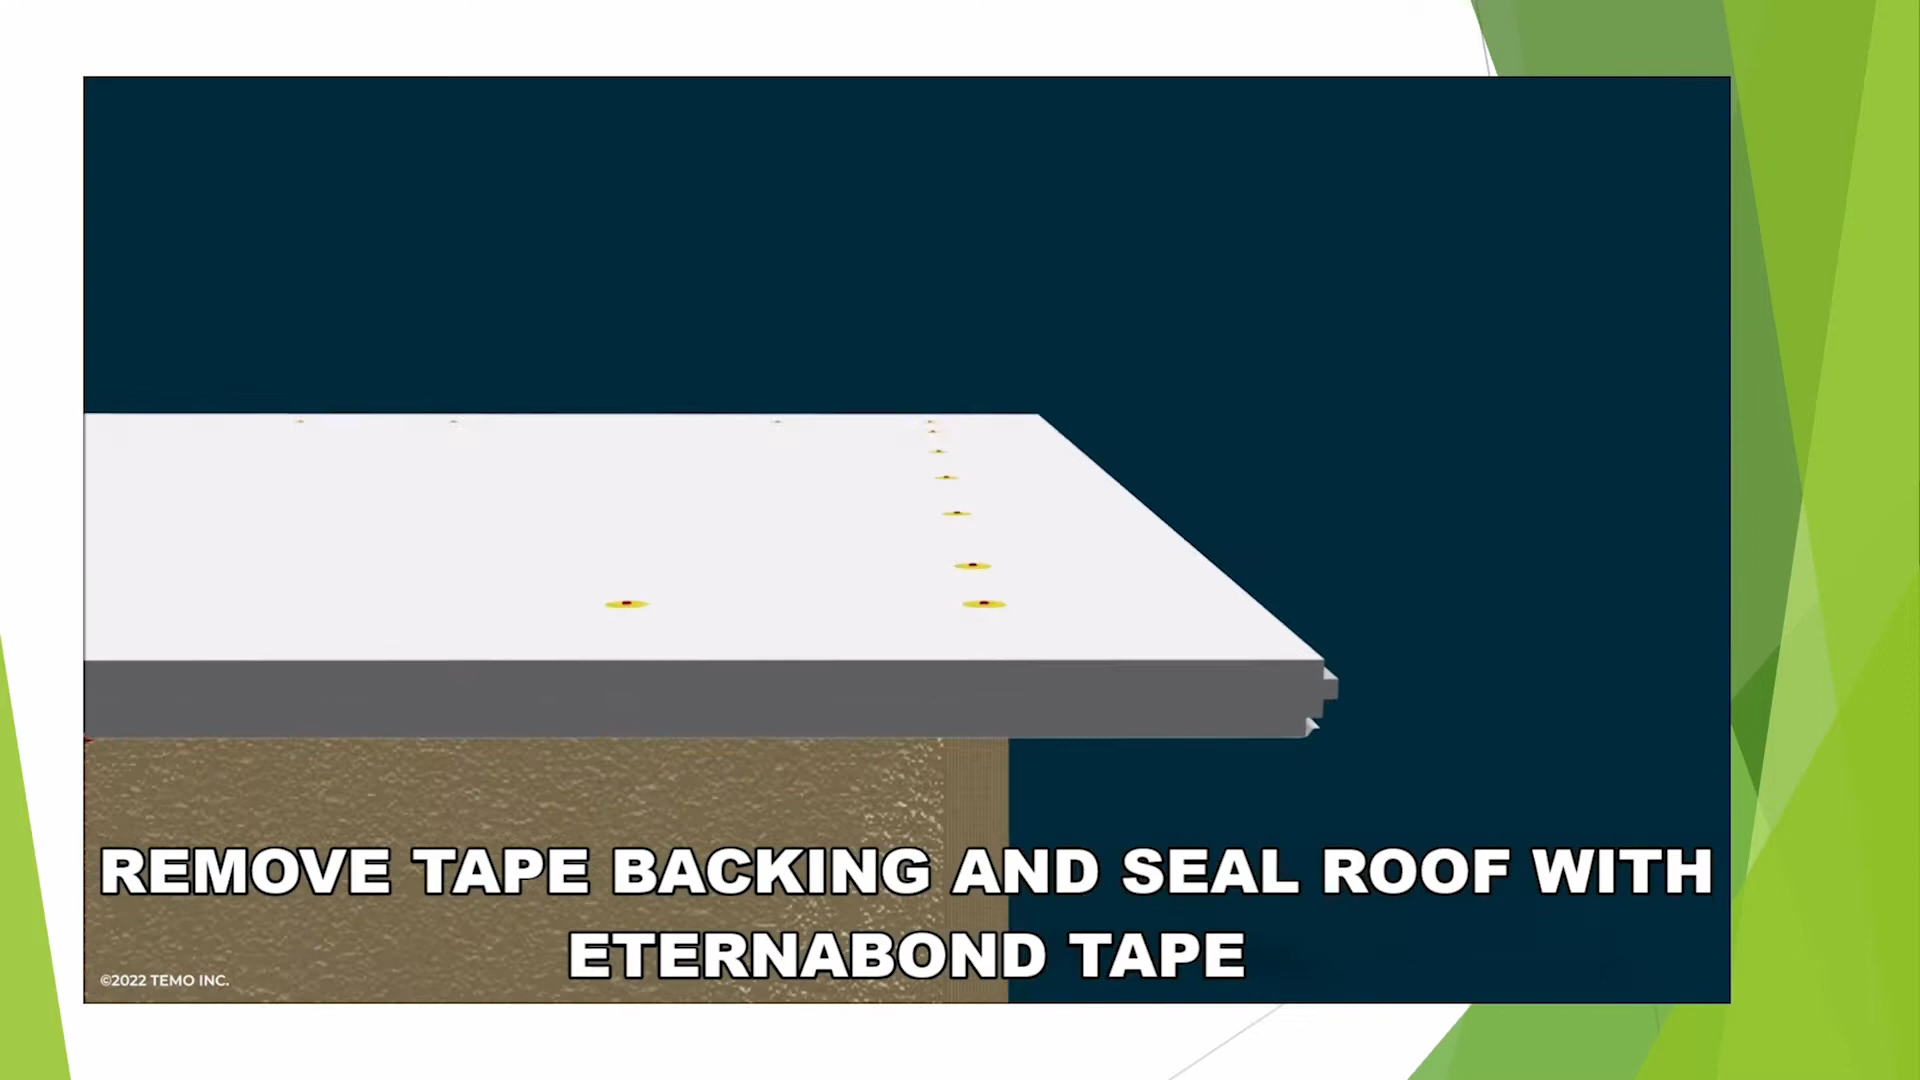 REMOVE TAPE BACKING AND SEAL ROOF WITH
ETERNABOND TAPE
©2022 TEMO INC.